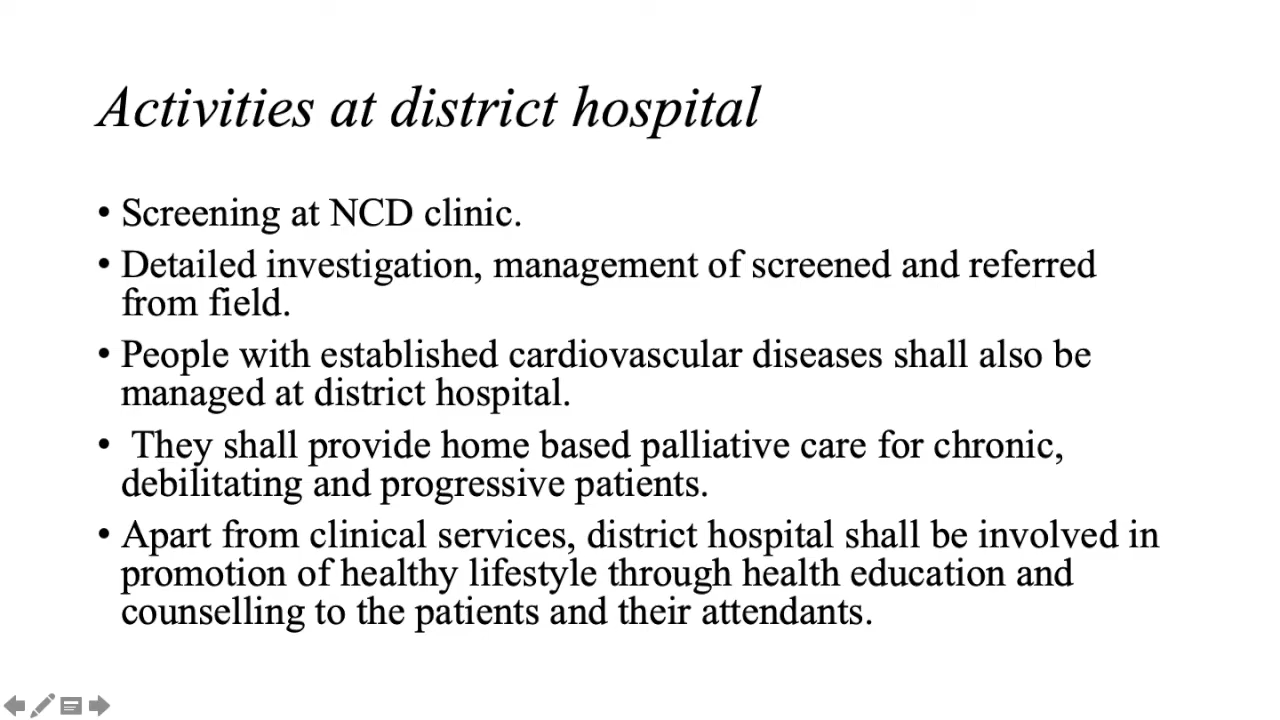 Activities at district hospital
• Screening at NCD clinic.
• Detailed investigation, management of screened and referred
from field.
• People with established cardiovascular diseases shall also be
managed at district hospital.
• They shall provide home based palliative care for chronic,
debilitating and progressive patients.
• Apart from clinical services, district hospital shall be involved in
promotion of healthy lifestyle through health education and
counselling to the patients and their attendants.